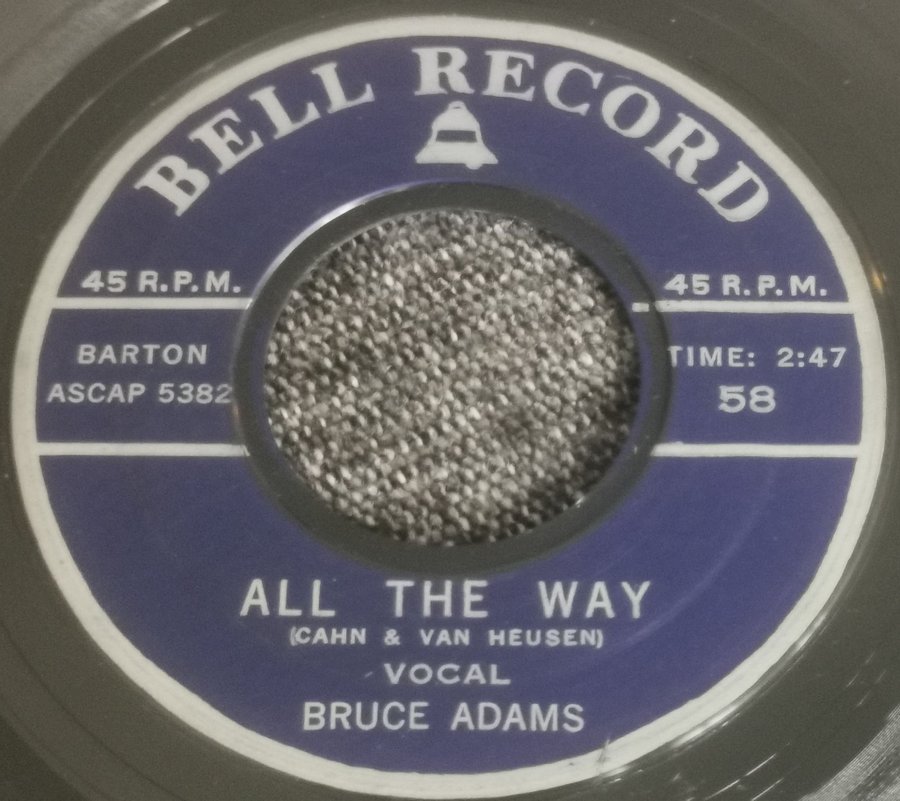 BELL RECORD
45 R.P.M.
45 R.P.M.
BARTON
ASCAP 5382
TIME: 2:47
58
ALL THE WAY
(CAHN & VAN HEUSEN)
VOCAL
BRUCE ADAMS